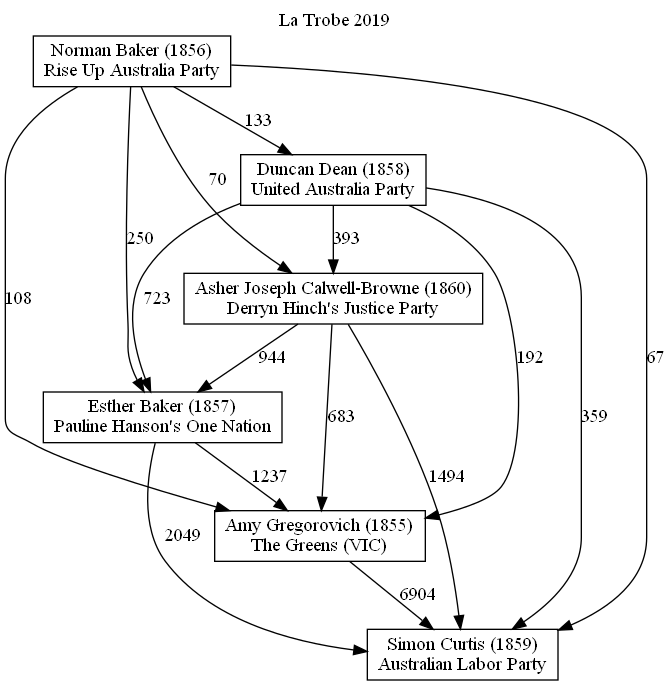 La Trobe 2019
Norman Baker (1856)
Rise Up Australia Party
133
Duncan Dean (1858)
United Australia Party
70
250
393
Asher Joseph Calwell-Browne (1860)
Derryn Hinch's Justice Party
108
723
944
192
67
Esther Baker (1857)
Pauline Hanson's One Nation
683
359
1237
1494
2049
Amy Gregorovich (1855)
The Greens (VIC)
6904
Simon Curtis (1859)
Australian Labor Party